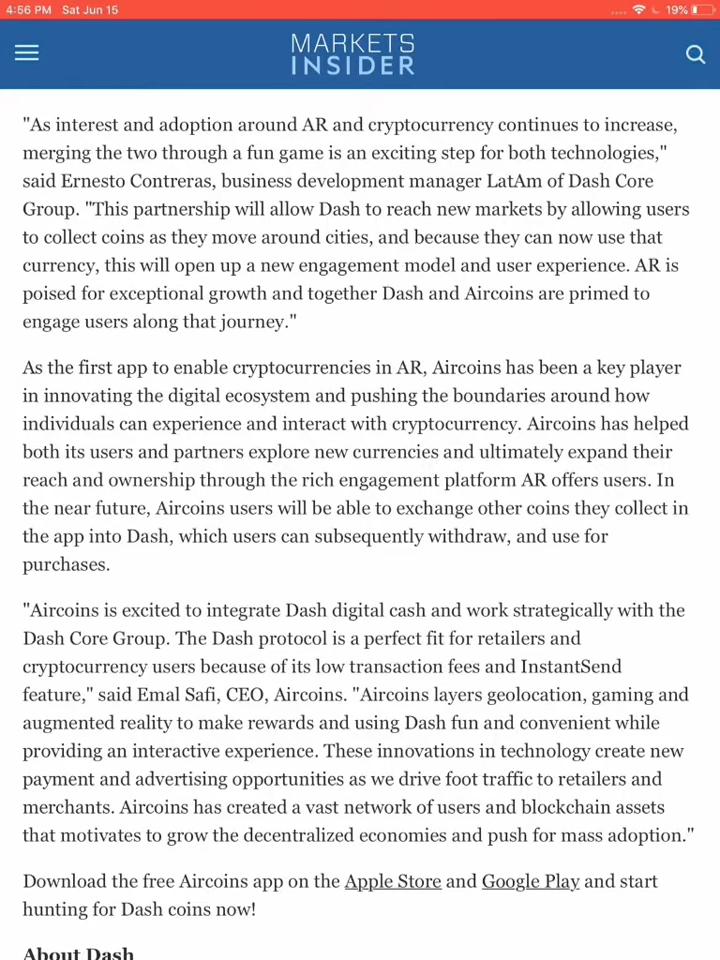 4:56 PM Sat Jun 15
19%
MARKETS
INSIDER
"As interest and adoption around AR and cryptocurrency continues to increase,
merging the two through a fun game is an exciting step for both technologies,"
said Ernesto Contreras, business development manager LatAm of Dash Core
Group. "This partnership will allow Dash to reach new markets by allowing users
to collect coins as they move around cities, and because they can now use that
currency, this will open up a new engagement model and user experience. AR is
poised for exceptional growth and together Dash and Aircoins are primed to
engage users along that journey."
As the first app to enable cryptocurrencies in AR, Aircoins has been a key player
in innovating the digital ecosystem and pushing the boundaries around how
individuals can experience and interact with cryptocurrency. Aircoins has helped
both its users and partners explore new currencies and ultimately expand their
reach and ownership through the rich engagement platform AR offers users. In
the near future, Aircoins users will be able to exchange other coins they collect in
the app into Dash, which users can subsequently withdraw, and use for
purchases.
"Aircoins is excited to integrate Dash digital cash and work strategically with the
Dash Core Group. The Dash protocol is a perfect fit for retailers and
cryptocurrency users because of its low transaction fees and InstantSend
feature," said Emal Safi, CEO, Aircoins. "Aircoins layers geolocation, gaming and
augmented reality to make rewards and using Dash fun and convenient while
providing an interactive experience. These innovations in technology create new
payment and advertising opportunities as we drive foot traffic to retailers and
merchants. Aircoins has created a vast network of users and blockchain assets
that motivates to grow the decentralized economies and push for mass adoption."
Download the free Aircoins app on the Apple Store and Google Play and start
hunting for Dash coins now!
About Dash